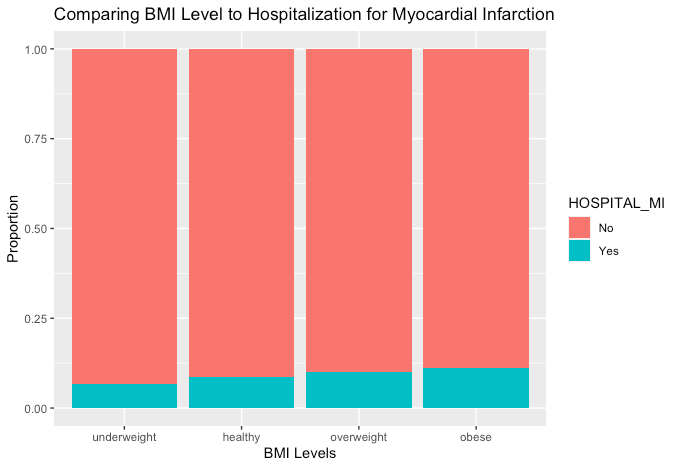 Comparing BMI Level to Hospitalization for Myocardial Infarction
1.00
0.75
0.50
0.25
0.00
Proportion
underweight healthy overweight obese
BMI Levels
HOSPITAL_MI
No
Yes